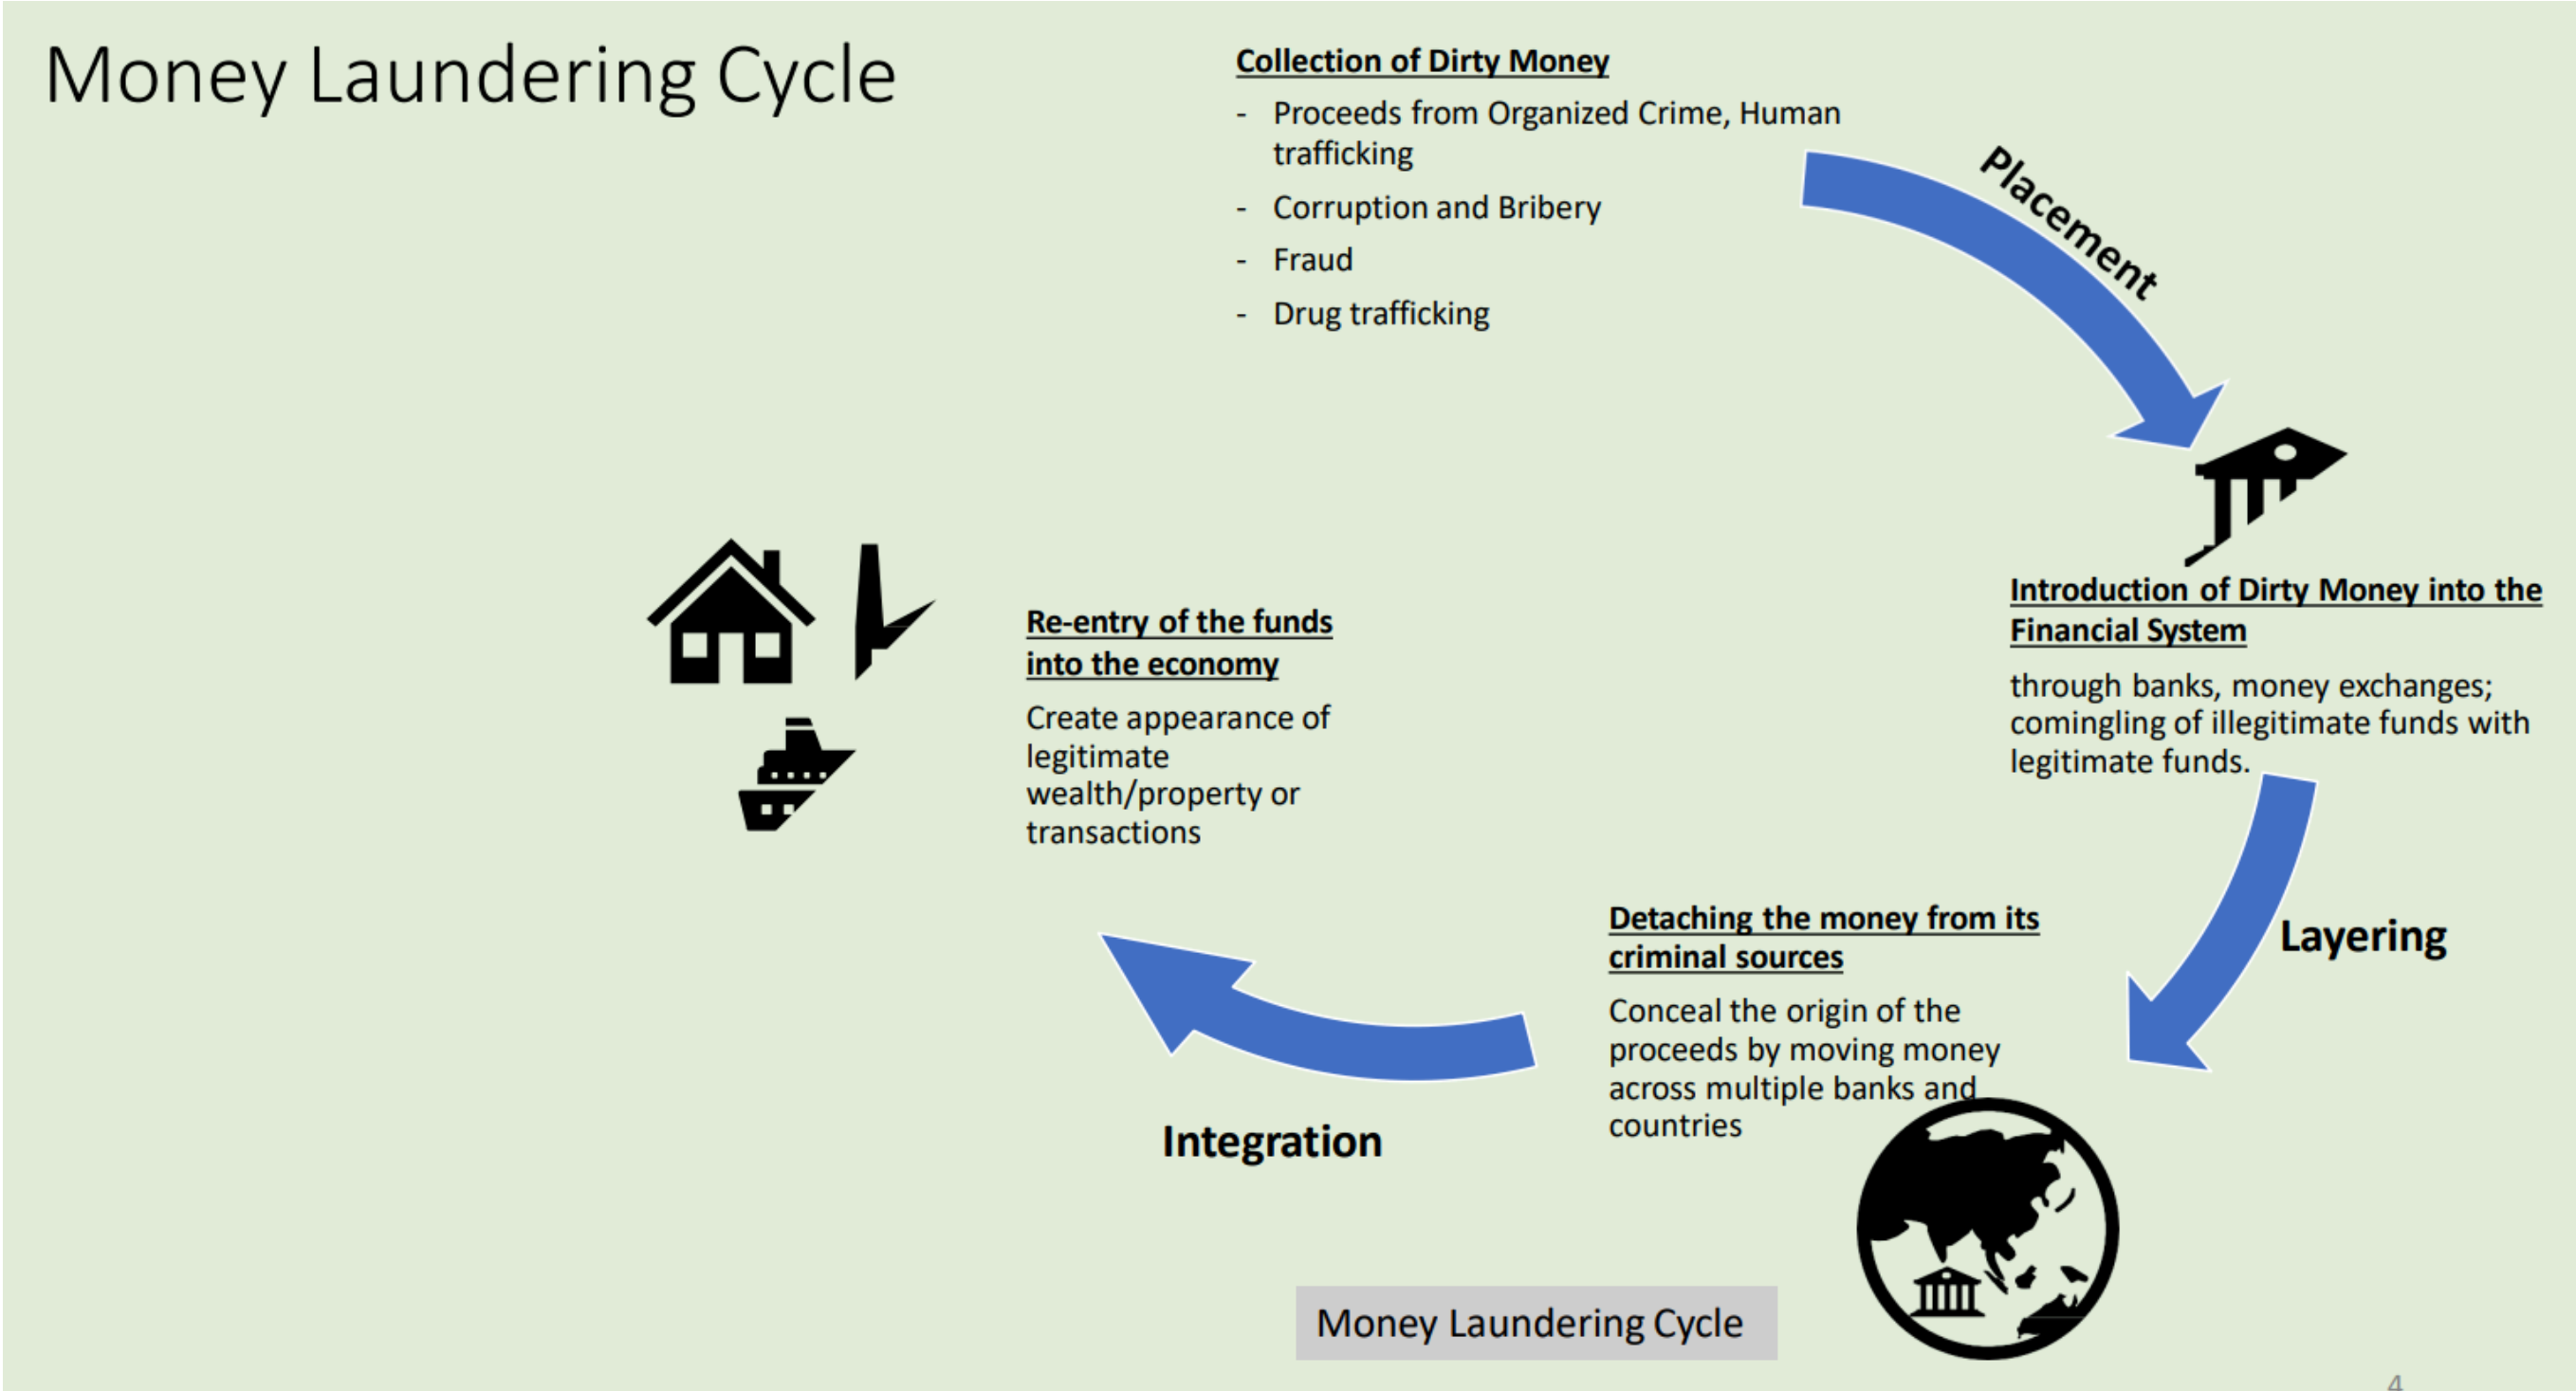 Money Laundering Cycle
Collection of Dirty Money
- Proceeds from Organized Crime, Human
trafficking
- Corruption and Bribery
- Fraud
- Drug trafficking
Placement
Introduction of Dirty Money into the
Financial System
through banks, money exchanges;
comingling of illegitimate funds with
legitimate funds.
Layering
Detaching the money from its
criminal sources
Conceal the origin of the
proceeds by moving money
across multiple banks and
countries
Integration
Re-entry of the funds
into the economy
Create appearance of
legitimate
wealth/property or
transactions
Money Laundering Cycle
4